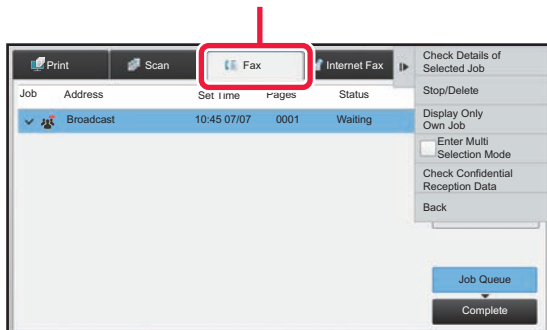 Print
Scan
Fax
Internet Fax
Job
Address
Set Time
Pages
Status
Broadcast
10:45 07/07
0001
Waiting
Check Details of
Selected Job
Stop/Delete
Display Only
Own Job
Enter Multi
Selection Mode
Check Confidential
Reception Data
Back
Job Queue
Complete